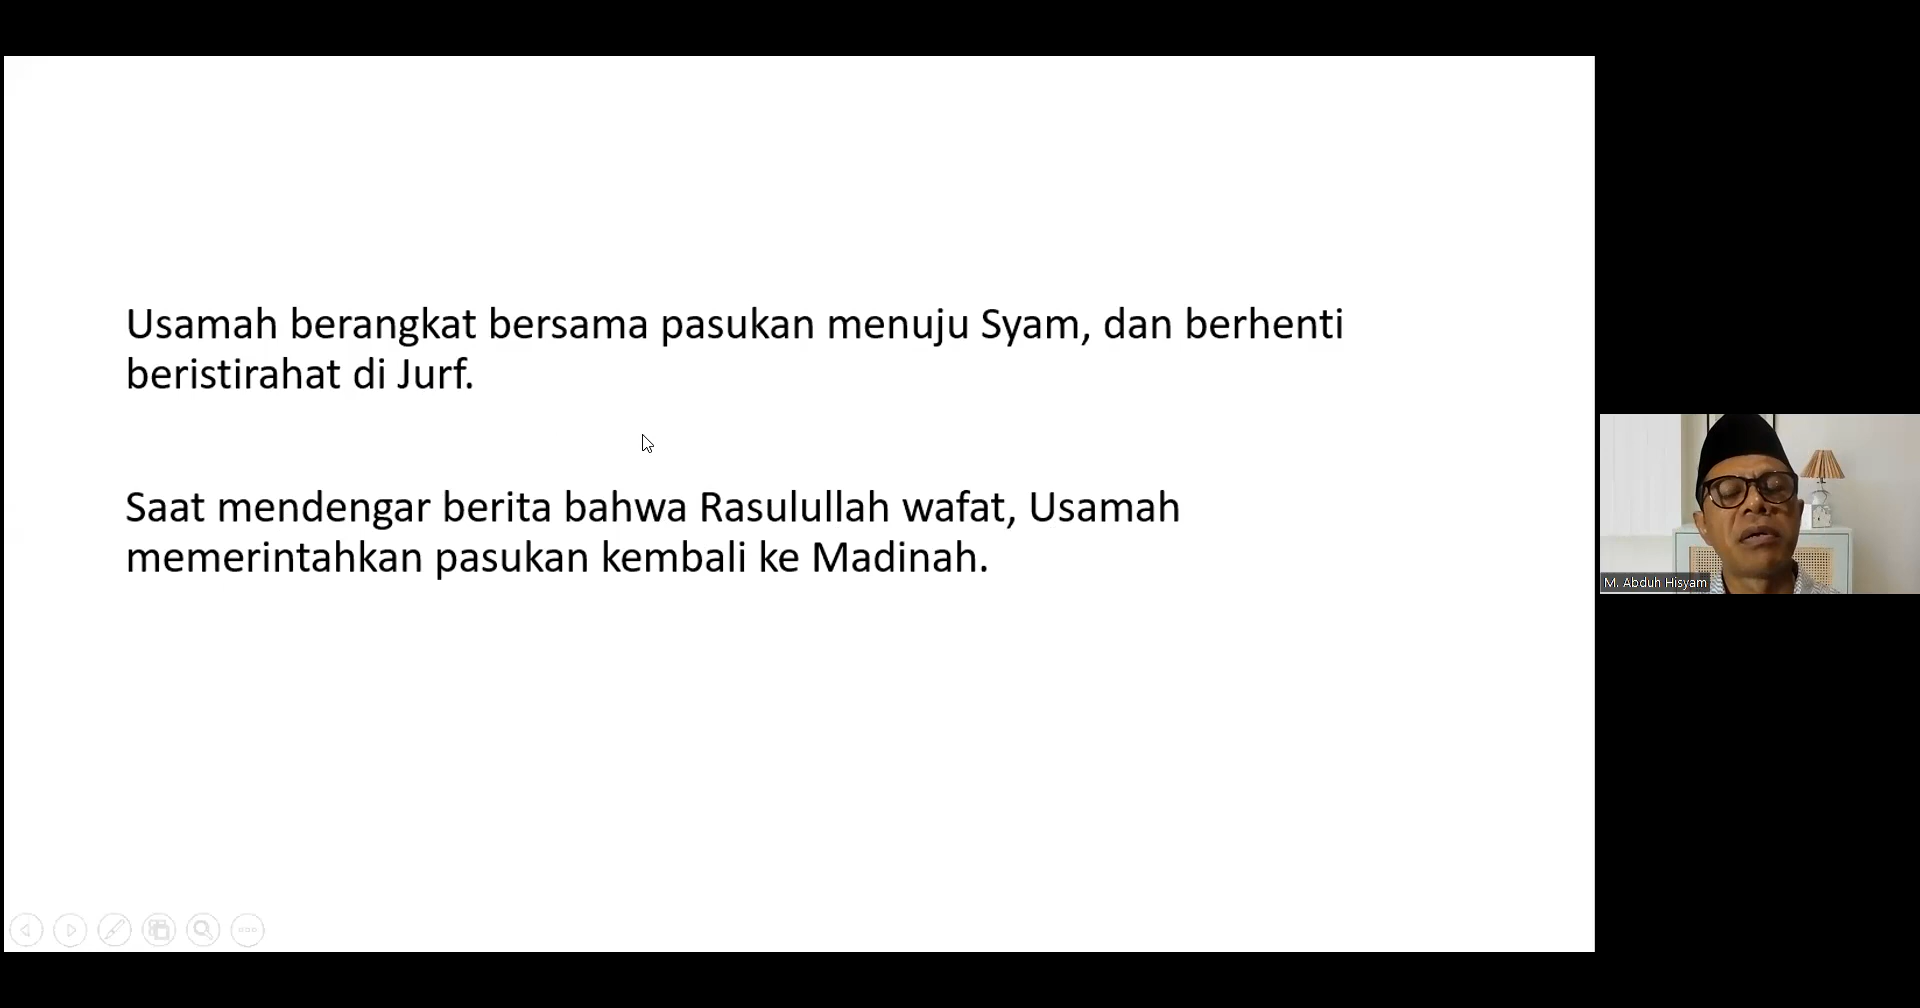 Usamah berangkat bersama pasukan menuju Syam, dan berhenti
beristirahat di Jurf.
Saat mendengar berita bahwa Rasulullah wafat, Usamah
memerintahkan pasukan kembali ke Madinah.
M. Abduh Hisyam